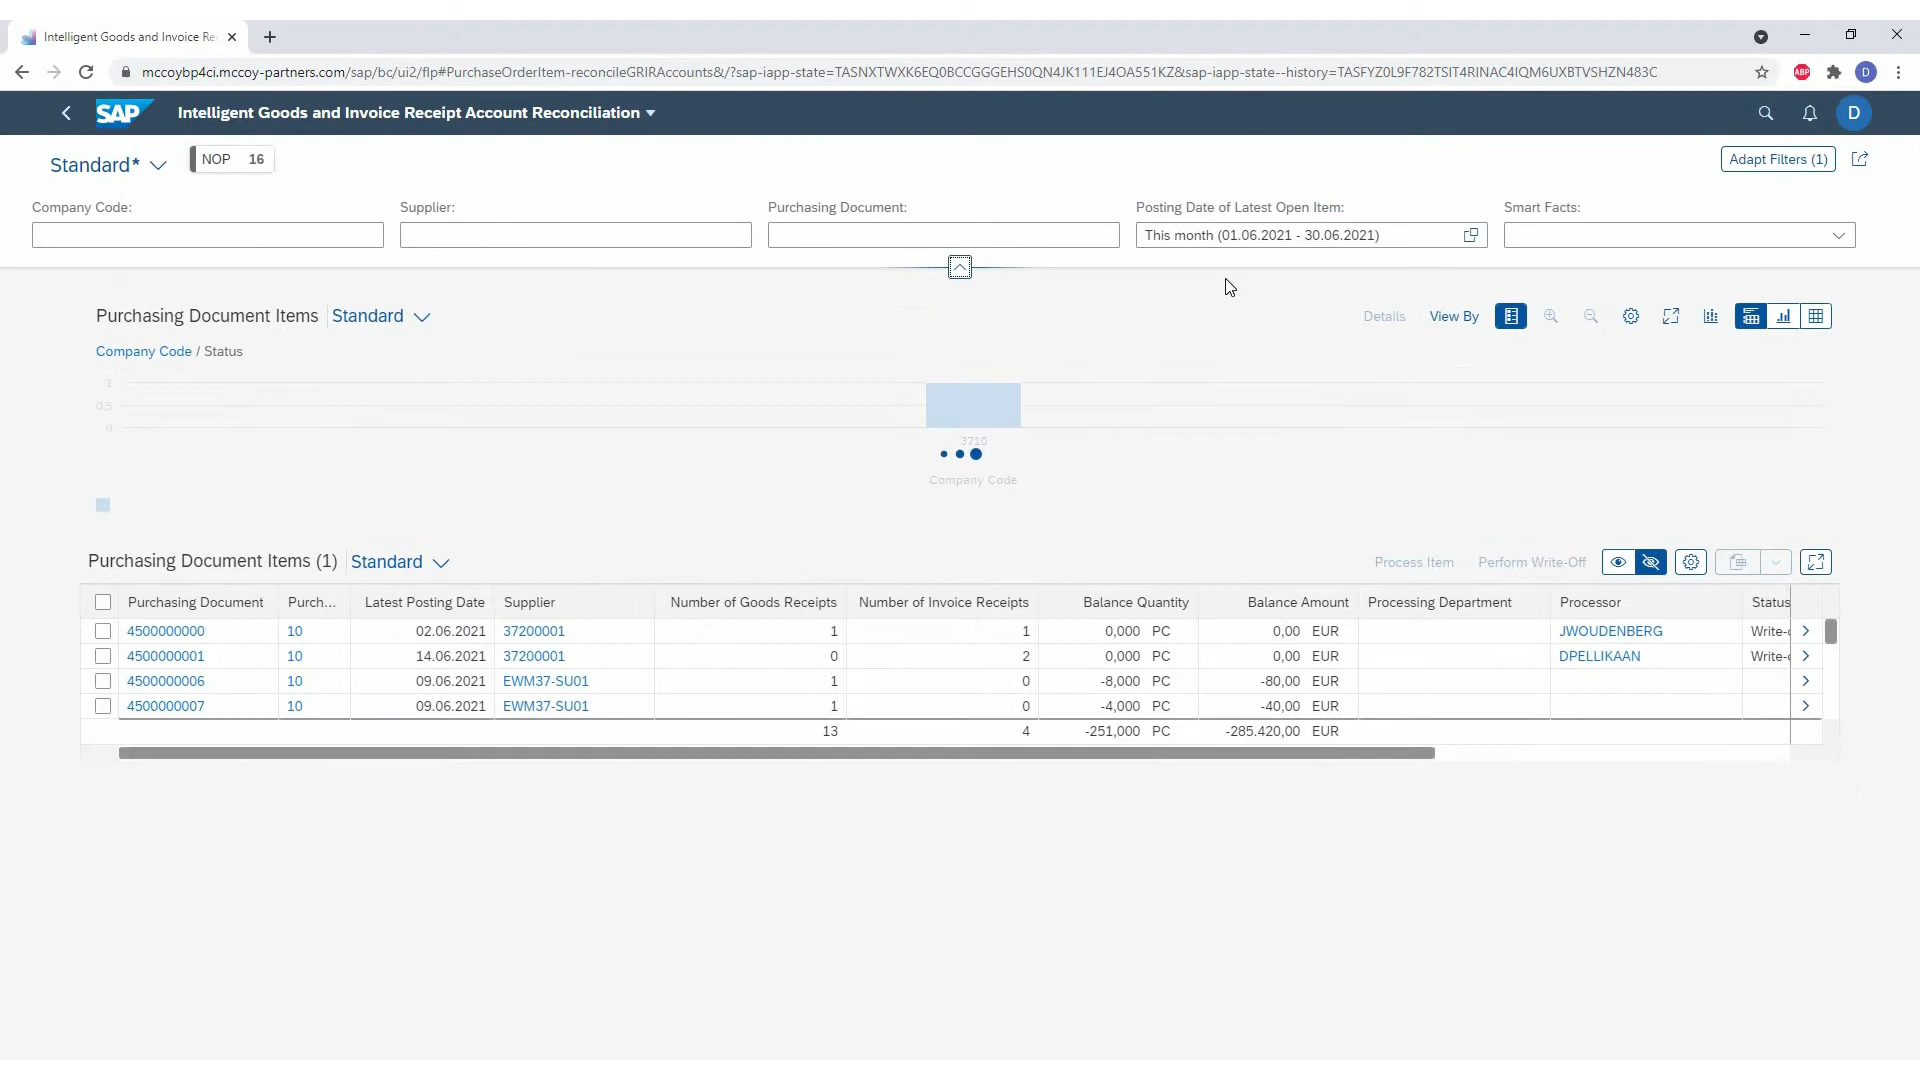 Intelligent Goods and Invoice Re
mccoybp4ci.mccoy-partners.com/sap/bc/ui2/flp#PurchaseOrderItem-reconcileGRIRAccounts&/?sap-iapp-state=TASNXTWXK6EQ0BCCGGGEHS0QN4JK111EJ4OA551KZ&sap-iapp-state--history=TASFYZ0L9F782TSIT4RINAC4IQM6UXBTVSHZN483C
ABP
D
SAP Intelligent Goods and Invoice Receipt Account Reconciliation
D
Standard* NOP 16
Adapt Filters (1)
Company Code: Supplier: Purchasing Document: Posting Date of Latest Open Item: Smart Facts:
This month (01.06.2021 - 30.06.2021)
Purchasing Document Items Standard
Details View By
Company Code / Status
1
0.5
0
3710
Company Code
Purchasing Document Items (1) Standard
Process Item Perform Write-Off
Purchasing Document Purch... Latest Posting Date Supplier Number of Goods Receipts Number of Invoice Receipts Balance Quantity Balance Amount Processing Department Processor Status
4500000000 10 02.06.2021 37200001 1 1 0,000 PC 0,00 EUR JWOUDENBERG Write-
4500000001 10 14.06.2021 37200001 0 2 0,000 PC 0,00 EUR DPELLIKAAN Write-
4500000006 10 09.06.2021 EWM37-SU01 1 0 -8,000 PC -80,00 EUR
4500000007 10 09.06.2021 EWM37-SU01 1 0 -4,000 PC -40,00 EUR
13 4 -251,000 PC -285.420,00 EUR